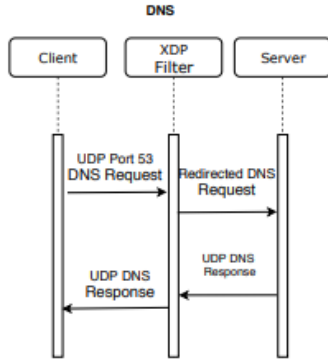 DNS
Client
XDP
Filter
Server
UDP Port 53
DNS Request
Redirected DNS
Request
UDP DNS
Response
UDP DNS
Response